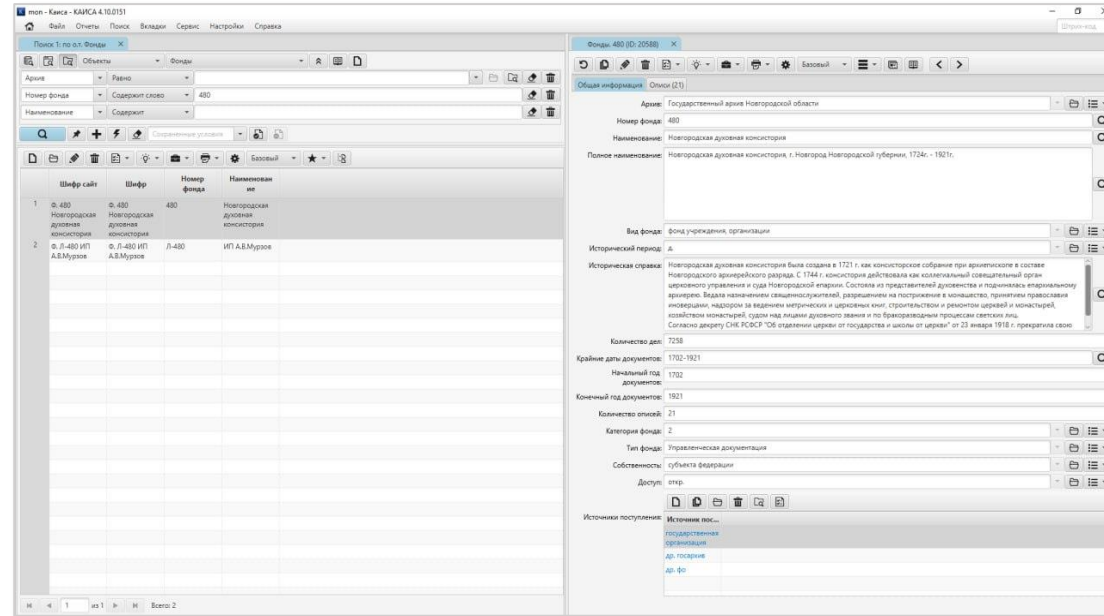 mon - Каиса - КАИСА 4.10.0151
Файл Отчеты Поиск Вкладки Сервис Настройки Справка
Штрих-код
Поиск 1: по о.т. Фонды
Объекты Фонды
Архив Равно
Номер фонда Содержит слово 480
Наименование Содержит
Сохраненные условия
Базовый
Шифр сайт Шифр Номер фонда Наименован ие
1 Ф. 480 Новгородская духовная консистория Ф. 480 Новгородская духовная консистория 480 Новгородская духовная консистория
2 Ф. Л-480 ИП А.В.Мурзов Ф. Л-480 ИП А.В.Мурзов Л-480 ИП А.В.Мурзов
1 из 1 Всего: 2
Фонды. 480 (ID: 20588)
Базовый
Общая информация Описи (21)
Архив: Государственный архив Новгородской области
Номер фонда: 480
Наименование: Новгородская духовная консистория
Полное наименование: Новгородская духовная консистория, г. Новгород Новгородской губернии, 1724г. - 1921г.
Вид фонда: фонд учреждения, организации
Исторический период: д
Историческая справка: Новгородская духовная консистория была создана в 1721 г. как консисторское собрание при архиепископе в составе
Новгородского архиерейского разряда. С 1744 г. консистория действовала как коллегиальный совещательный орган
церковного управления и суда Новгородской епархии. Состояла из представителей духовенства и подчинялась епархиальному
архиерею. Ведала назначением священнослужителей, разрешением на пострижение в монашество, принятием православия
иноверцами, надзором за ведением метрических и церковных книг, строительством и ремонтом церквей и монастырей,
хозяйством монастырей, судом над лицами духовного звания и по бракоразводным процессам светских лиц.
Согласно декрету СНК РСФСР "Об отделении церкви от государства и школы от церкви" от 23 января 1918 г. прекратила свою
Количество дел: 7258
Крайние даты документов: 1702-1921
Начальный год документов: 1702
Конечный год документов: 1921
Количество описей: 21
Категория фонда: 2
Тип фонда: Управленческая документация
Собственность: субъекта федерации
Доступ: откр.
Источники поступления: Источник пос...
государственная
организация
др. госархив
др. фо